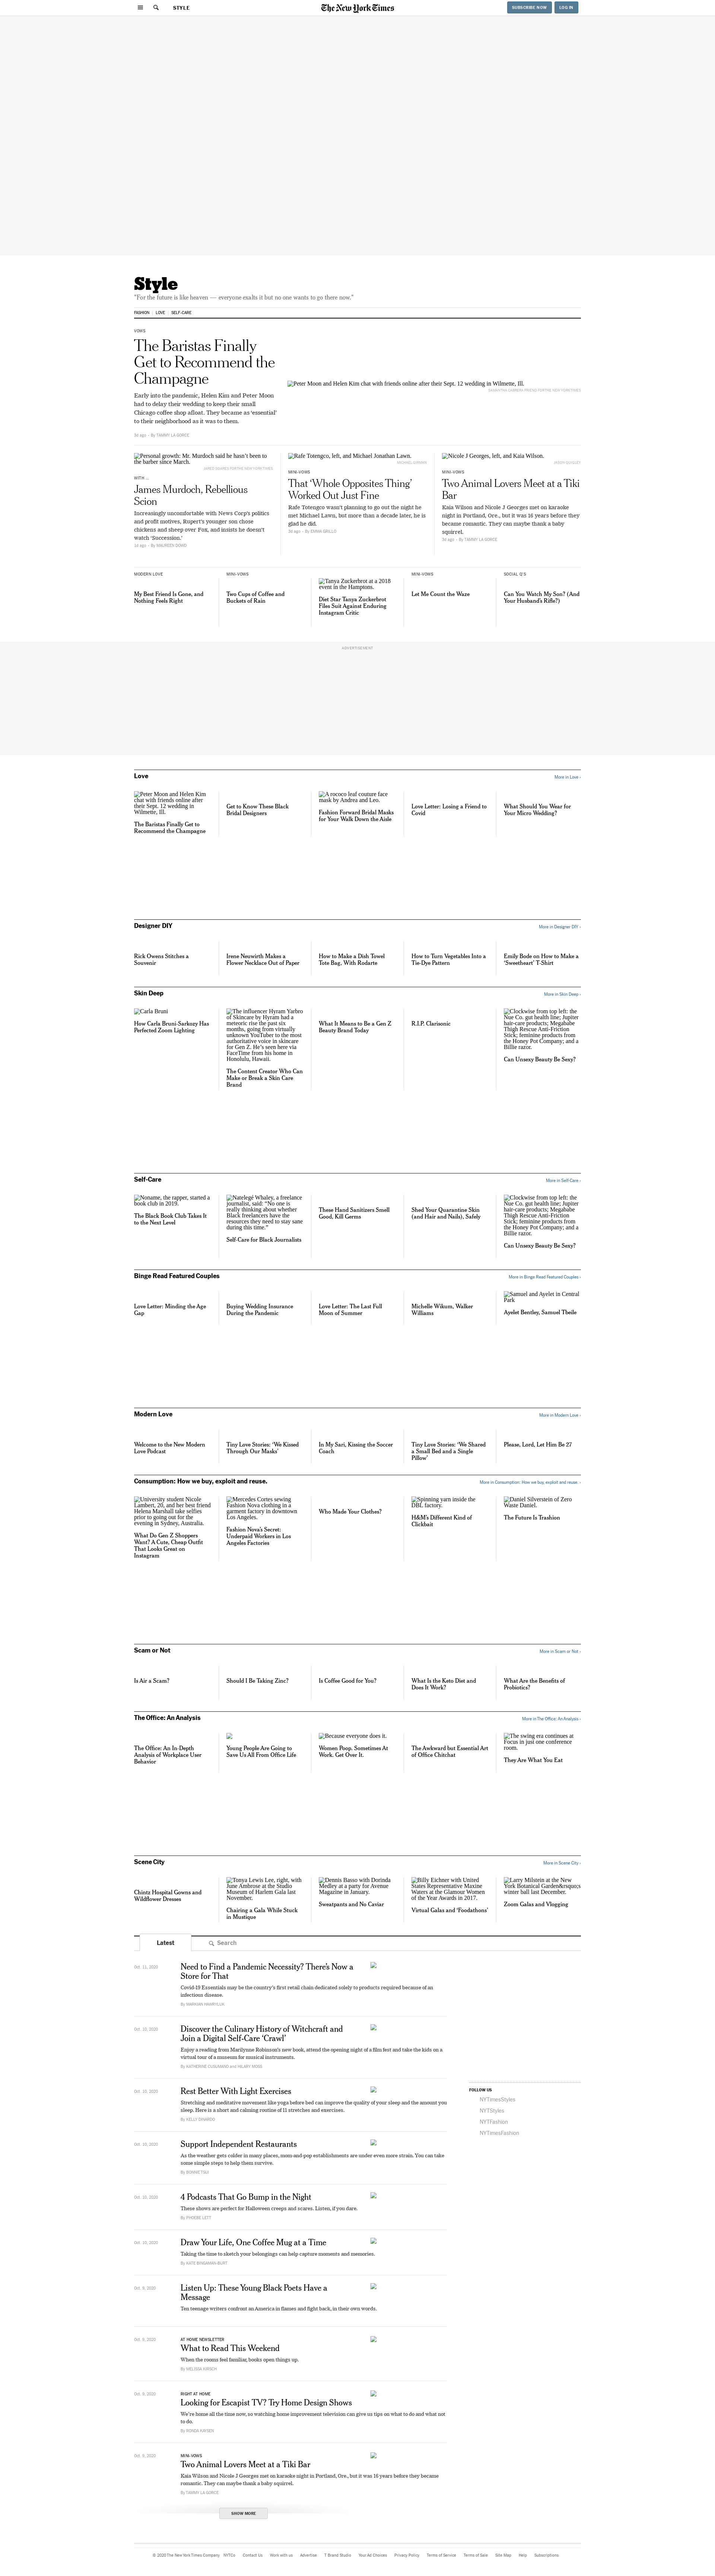 STYLE
The New York Times
SUBSCRIBE NOW
LOG IN
Style
"For the future is like heaven — everyone exalts it but no one wants to go there now."
FASHION
LOVE
SELF-CARE
VOWS
The Baristas Finally
Get to Recommend the
Champagne
Early into the pandemic, Helen Kim and Peter Moon
had to delay their wedding to keep their small
Chicago coffee shop afloat. They became as 'essential'
to their neighborhood as it was to them.
By TAMMY LA GORCE
Peter Moon and Helen Kim chat with friends online after their Sept. 12 wedding in Wilmette, Ill.
Personal growth: Mr. Murdoch said he hasn't been to
the barber since March.
WITH ...
James Murdoch, Rebellious
Scion
Increasingly uncomfortable with News Corp's politics
and profit motives, Rupert's younger son chose
chickens and sheep over Fox, and insists he doesn't
watch 'Succession.'
By MAUREEN DOWD
Rafe Totengco, left, and Michael Jonathan Lawn.
MINI-VOWS
That 'Whole Opposites Thing'
Worked Out Just Fine
Rafe Totengco wasn't planning to go out the night he
met Michael Lawn, but more than a decade later, he is
glad he did.
By EMMA GRILLO
Nicole J Georges, left, and Kaia Wilson.
MINI-VOWS
Two Animal Lovers Meet at a Tiki
Bar
Kaia Wilson and Nicole J Georges met on karaoke
night in Portland, Ore., but it was 16 years before they
became romantic. They can maybe thank a baby
squirrel.
By TAMMY LA GORCE
MODERN LOVE
My Best Friend Is Gone, and
Nothing Feels Right
MINI-VOWS
Two Cups of Coffee and
Buckets of Rain
Tanya Zuckerbrot at a 2018
event in the Hamptons.
Diet Star Tanya Zuckerbrot
Files Suit Against Enduring
Instagram Critic
MINI-VOWS
Let Me Count the Ways
SOCIAL Q'S
Can You Watch My Son? (And
Your Husband's Rifle?)
ADVERTISEMENT
Love
More in Love ›
Peter Moon and Helen Kim
chat with friends online after
their Sept. 12 wedding in
Wilmette, Ill.
The Baristas Finally Get to
Recommend the Champagne
Get to Know These Black
Bridal Designers
A rococo leaf couture face
mask by Andrea and Leo.
Fashion Forward Bridal Masks
for Your Walk Down the Aisle
Love Letter: Losing a Friend to
Covid
What Should You Wear for
Your Micro Wedding?
Designer DIY
More in Designer DIY ›
Rick Owens Stitches a
Souvenir
Irene Neuwirth Makes a
Flower Necklace Out of Paper
How to Make a Dish Towel
Tote Bag, With Rodarte
How to Turn Vegetables Into a
Tie-Dye Pattern
Emily Bode on How to Make a
'Sweetheart' T-Shirt
Skin Deep
More in Skin Deep ›
Carla Bruni
How Carla Bruni-Sarkozy Has
Perfected Zoom Lighting
The influencer Hyram Yarbro
of Skincare by Hyram had a
meteoric rise the past six
months, going from virtually
unknown YouTuber to the most
authoritative voice in skincare
for Gen Z. He's seen here via
FaceTime from his home in
Honolulu, Hawaii.
The Content Creator Who Can
Make or Break a Skin Care
Brand
What It Means to Be a Gen Z
Beauty Brand Today
R.I.P. Clarisonic
Clockwise from top left: the
Nue Co. gut health line; Jupiter
hair-care products; Megababe
Thigh Rescue Anti-Friction
Stick; feminine products from
the Honey Pot Company; and a
Billie razor.
Can Unsexy Beauty Be Sexy?
Self-Care
More in Self-Care ›
Noname, the rapper, started a
book club in 2019.
The Black Book Club Takes It
to the Next Level
Natelegé Whaley, a freelance
journalist, said: "No one is
really thinking about whether
Black freelancers have the
resources they need to stay sane
during this time."
Self-Care for Black Journalists
These Hand Sanitizers Smell
Good, Kill Germs
Shed Your Quarantine Skin
(and Hair and Nails), Safely
Clockwise from top left: the
Nue Co. gut health line; Jupiter
hair-care products; Megababe
Thigh Rescue Anti-Friction
Stick; feminine products from
the Honey Pot Company; and a
Billie razor.
Can Unsexy Beauty Be Sexy?
Binge Read Featured Couples
More in Binge Read Featured Couples ›
Love Letter: Minding the Age
Gap
Buying Wedding Insurance
During the Pandemic
Love Letter: The Last Full
Moon of Summer
Michelle Wikum, Walker
Williams
Samuel and Ayelet in Central
Park
Ayelet Bentley, Samuel Tbeile
Modern Love
More in Modern Love ›
Welcome to the New Modern
Love Podcast
Tiny Love Stories: 'We Kissed
Through Our Masks'
In My Sari, Kissing the Soccer
Coach
Tiny Love Stories: 'We Shared
a Small Bed and a Single
Pillow'
Please, Lord, Let Him Be 27
Consumption: How we buy, exploit and reuse.
More in Consumption: How we buy, exploit and reuse. ›
University student Nicole
Lambert, 20, and her best friend
Helena Marshall take selfies
prior to going out for the
evening in Sydney, Australia.
What Do Gen Z Shoppers
Want? A Cute, Cheap Outfit
That Looks Great on
Instagram
Mercedes Cortes sewing
Fashion Nova clothing in a
garment factory in downtown
Los Angeles.
Fashion Nova's Secret:
Underpaid Workers in Los
Angeles Factories
Who Made Your Clothes?
Spinning yarn inside the
DBL factory.
H&M's Different Kind of
Clickbait
Daniel Silverstein of Zero
Waste Daniel.
The Future Is Trashion
Scam or Not
More in Scam or Not ›
Is Air a Scam?
Should I Be Taking Zinc?
Is Coffee Good for You?
What Is the Keto Diet and
Does It Work?
What Are the Benefits of
Probiotics?
The Office: An Analysis
More in The Office: An Analysis ›
The Office: An In-Depth
Analysis of Workplace User
Behavior
Young People Are Going to
Save Us All From Office Life
Because everyone does it.
Women Poop. Sometimes At
Work. Get Over It.
The Awkward but Essential Art
of Office Chitchat
The swing era continues at
Focus in just one conference
room.
They Are What You Eat
Scene City
More in Scene City ›
Chintz Hospital Gowns and
Wildflower Dresses
Tonya Lewis Lee, right, with
June Ambrose at the Studio
Museum of Harlem Gala last
November.
Chairing a Gala While Stuck
in Mustique
Dennis Basso with Dorinda
Medley at a party for Avenue
Magazine in January.
Sweatpants and No Caviar
Billy Eichner with United
States Representative Maxine
Waters at the Glamour Women
of the Year Awards in 2017.
Virtual Galas and 'Foodathons'
Larry Milstein at the New
York Botanical Garden&rsquo;s
winter ball last December.
Zoom Galas and Vlogging
Latest
Search
Oct. 11, 2020
Need to Find a Pandemic Necessity? There's Now a
Store for That
Covid-19 Essentials may be the country's first retail chain dedicated solely to products required because of an
infectious disease.
Oct. 10, 2020
Discover the Culinary History of Witchcraft and
Join a Digital Self-Care 'Crawl'
Enjoy a reading from Marilynne Robinson's new book, attend the opening night of a film fest and take the kids on a
virtual tour of a museum for musical instruments.
Oct. 10, 2020
Rest Better With Light Exercises
Stretching and meditative movement like yoga before bed can improve the quality of your sleep and the amount you
sleep. Here is a short and calming routine of 11 stretches and exercises.
Oct. 10, 2020
Support Independent Restaurants
As the weather gets colder in many places, mom-and-pop establishments are under even more strain. You can take
some simple steps to help them survive.
By BONNIE TSUI
Oct. 10, 2020
4 Podcasts That Go Bump in the Night
These shows are perfect for Halloween creeps and scares. Listen, if you dare.
By PHOEBE LETT
Oct. 10, 2020
Draw Your Life, One Coffee Mug at a Time
Taking the time to sketch your belongings can help capture moments and memories.
Oct. 9, 2020
Listen Up: These Young Black Poets Have a
Message
Ten teenage writers confront an America in flames and fight back, in their own words.
Oct. 9, 2020
AT HOME NEWSLETTER
What to Read This Weekend
When the rooms feel familiar, books open things up.
By MELISSA KIRSCH
Oct. 9, 2020
RIGHT AT HOME
Looking for Escapist TV? Try Home Design Shows
We're home all the time now, so watching home improvement television can give us tips on what to do and what not
to do.
By RONDA KAYSEN
Oct. 9, 2020
MINI-VOWS
Two Animal Lovers Meet at a Tiki Bar
Kaia Wilson and Nicole J Georges met on karaoke night in Portland, Ore., but it was 16 years before they became
romantic. They can maybe thank a baby squirrel.
By TAMMY LA GORCE
SHOW MORE
FOLLOW US
NYTimesStyles
NYTStyles
NYTFashion
NYTimesFashion
© 2020 The New York Times Company
NYTCo
Contact Us
Work with us
Advertise
T Brand Studio
Your Ad Choices
Privacy Policy
Terms of Service
Terms of Sale
Site Map
Help
Subscriptions